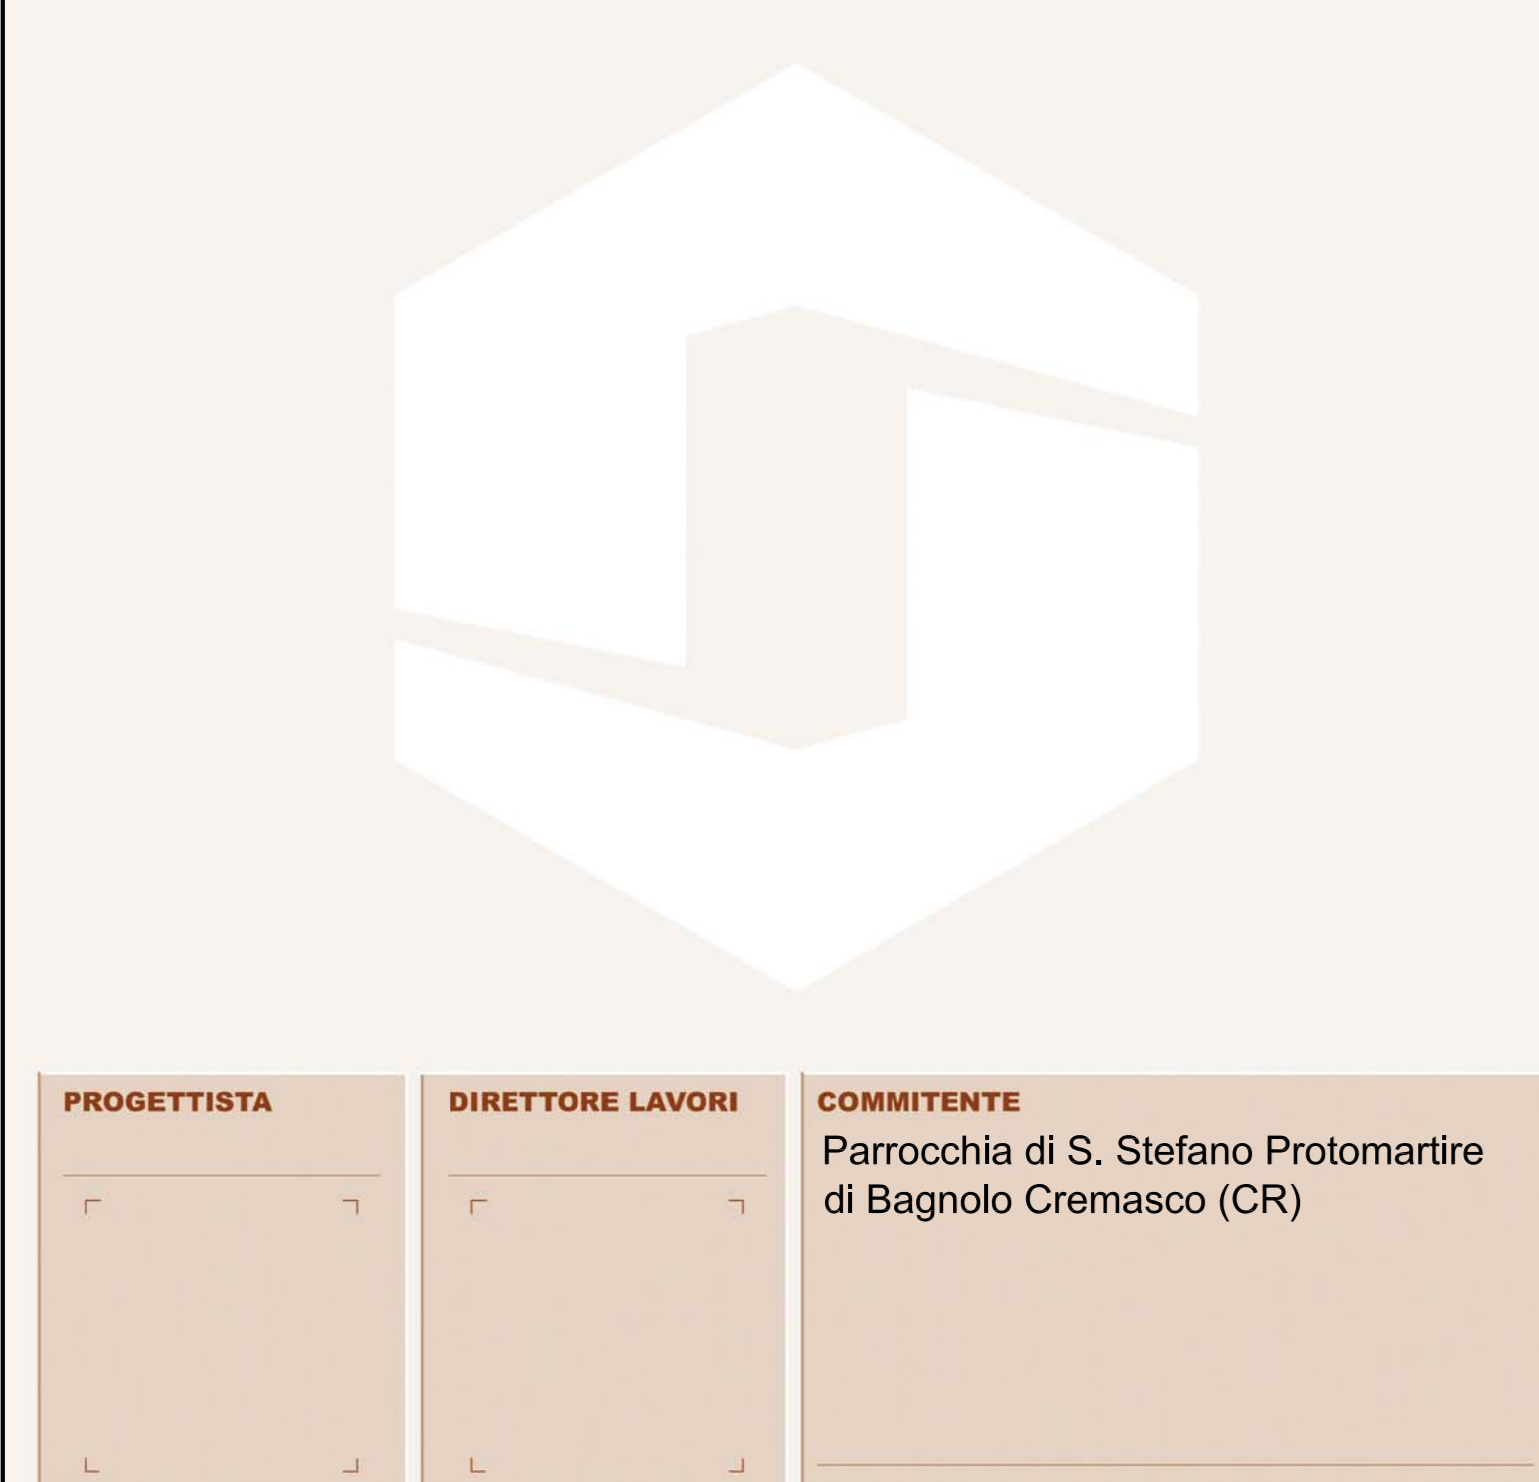 PROGETTISTA
DIRETTORE LAVORI
COMMITENTE
Parrocchia di S. Stefano Protomartire
di Bagnolo Cremasco (CR)